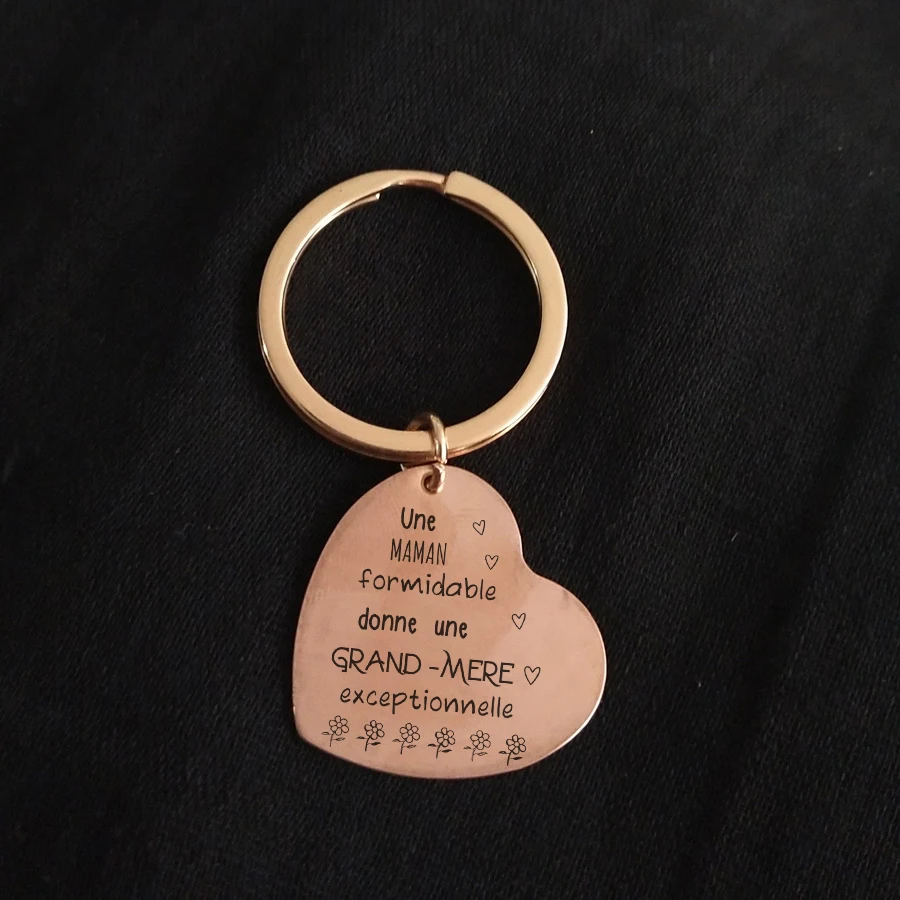 Une
MAMAN
formidable
donne une
GRAND-MERE
exceptionnelle